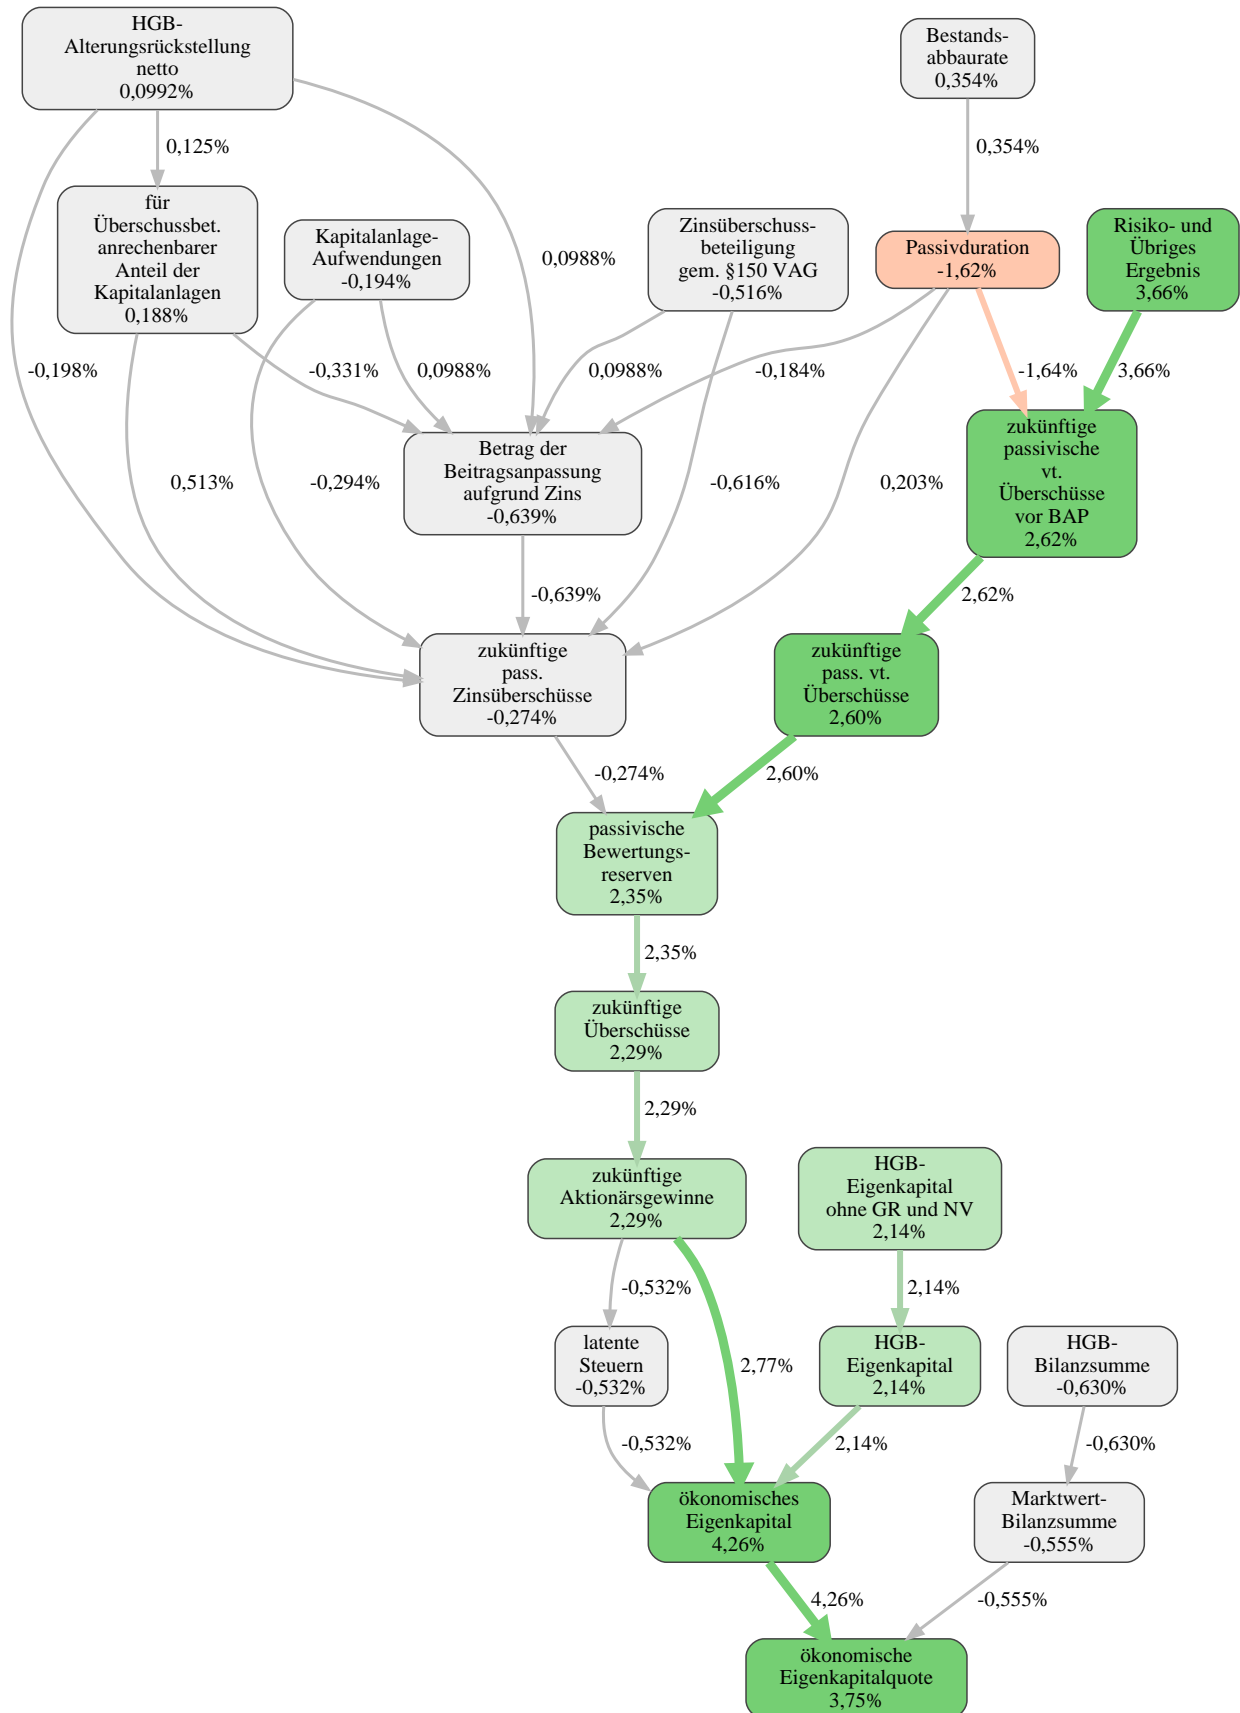 HGB-
Alterungsrückstellung
netto
0,0992%
Bestands-
abbaurate
0,354%
0,125%
0,354%
für
Überschussbet.
anrechenbarer
Anteil der
Kapitalanlagen
0,188%
Kapitalanlage-
Aufwendungen
-0,194%
0,0988%
Zinsüberschuss-
beteiligung
gem. §150 VAG
-0,516%
Passivduration
-1,62%
Risiko- und
Übriges
Ergebnis
3,66%
-0,198%
-0,331%
0,0988%
0,0988%
-0,184%
-1,64%
3,66%
0,513%
-0,294%
Betrag der
Beitragsanpassung
aufgrund Zins
-0,639%
-0,616%
0,203%
zukünftige
passivische
vt.
Überschüsse
vor BAP
2,62%
-0,639%
2,62%
zukünftige
pass.
Zinsüberschüsse
-0,274%
zukünftige
pass. vt.
Überschüsse
2,60%
-0,274%
2,60%
passivische
Bewertungs-
reserven
2,35%
2,35%
zukünftige
Überschüsse
2,29%
2,29%
zukünftige
Aktionärsgewinne
2,29%
HGB-
Eigenkapital
ohne GR und NV
2,14%
-0,532%
2,14%
latente
Steuern
-0,532%
2,77%
HGB-
Eigenkapital
2,14%
HGB-
Bilanzsumme
-0,630%
-0,532%
2,14%
-0,630%
ökonomisches
Eigenkapital
4,26%
Marktwert-
Bilanzsumme
-0,555%
4,26%
-0,555%
ökonomische
Eigenkapitalquote
3,75%